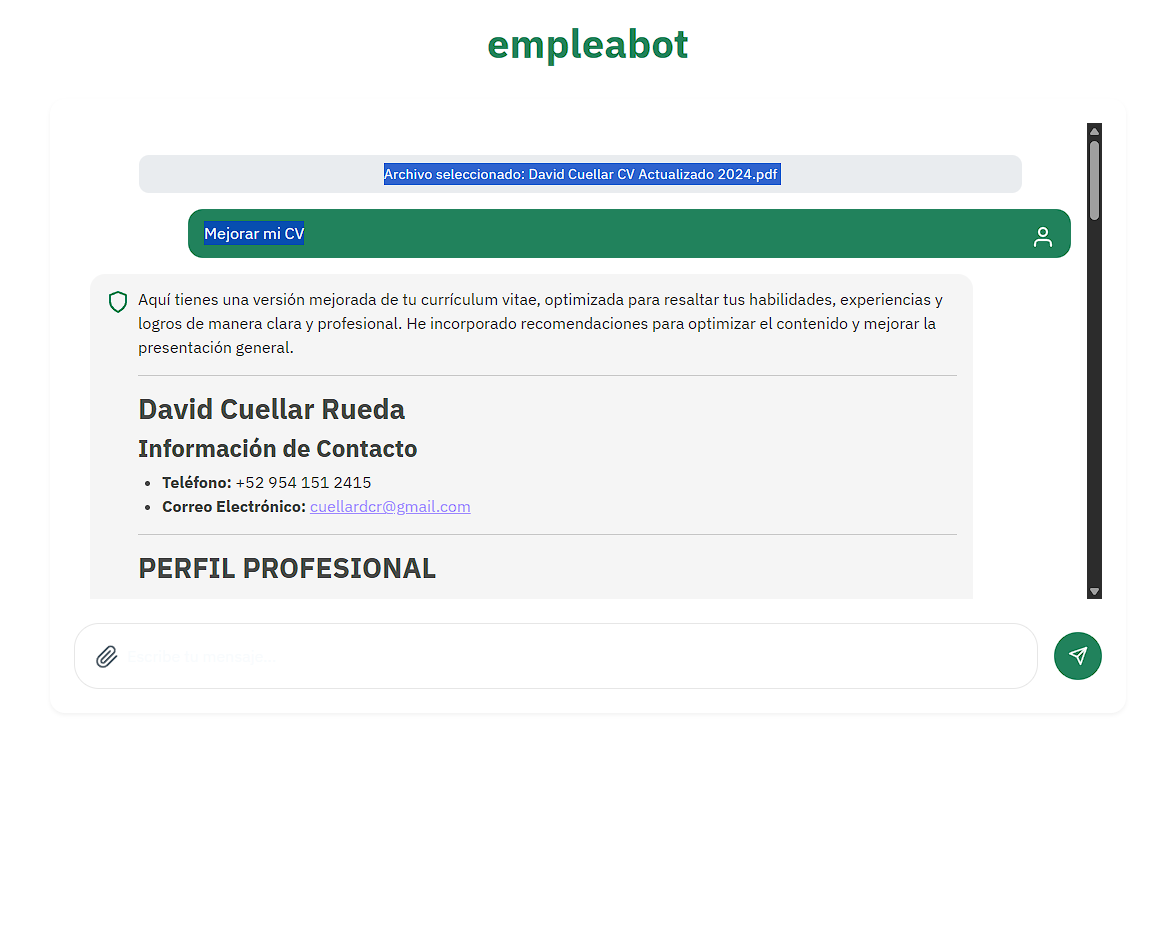 empleabot
Archivo seleccionado: David Cuellar CV Actualizado 2024.pdf
Mejorar mi CV
Aquí tienes una versión mejorada de tu currículum vitae, optimizada para resaltar tus habilidades, experiencias y
logros de manera clara y profesional. He incorporado recomendaciones para optimizar el contenido y mejorar la
presentación general.
David Cuellar Rueda
Información de Contacto
• Teléfono: +52 954 151 2415
• Correo Electrónico: cuellardcr@gmail.com
PERFIL PROFESIONAL
Escribe tu mensaje...